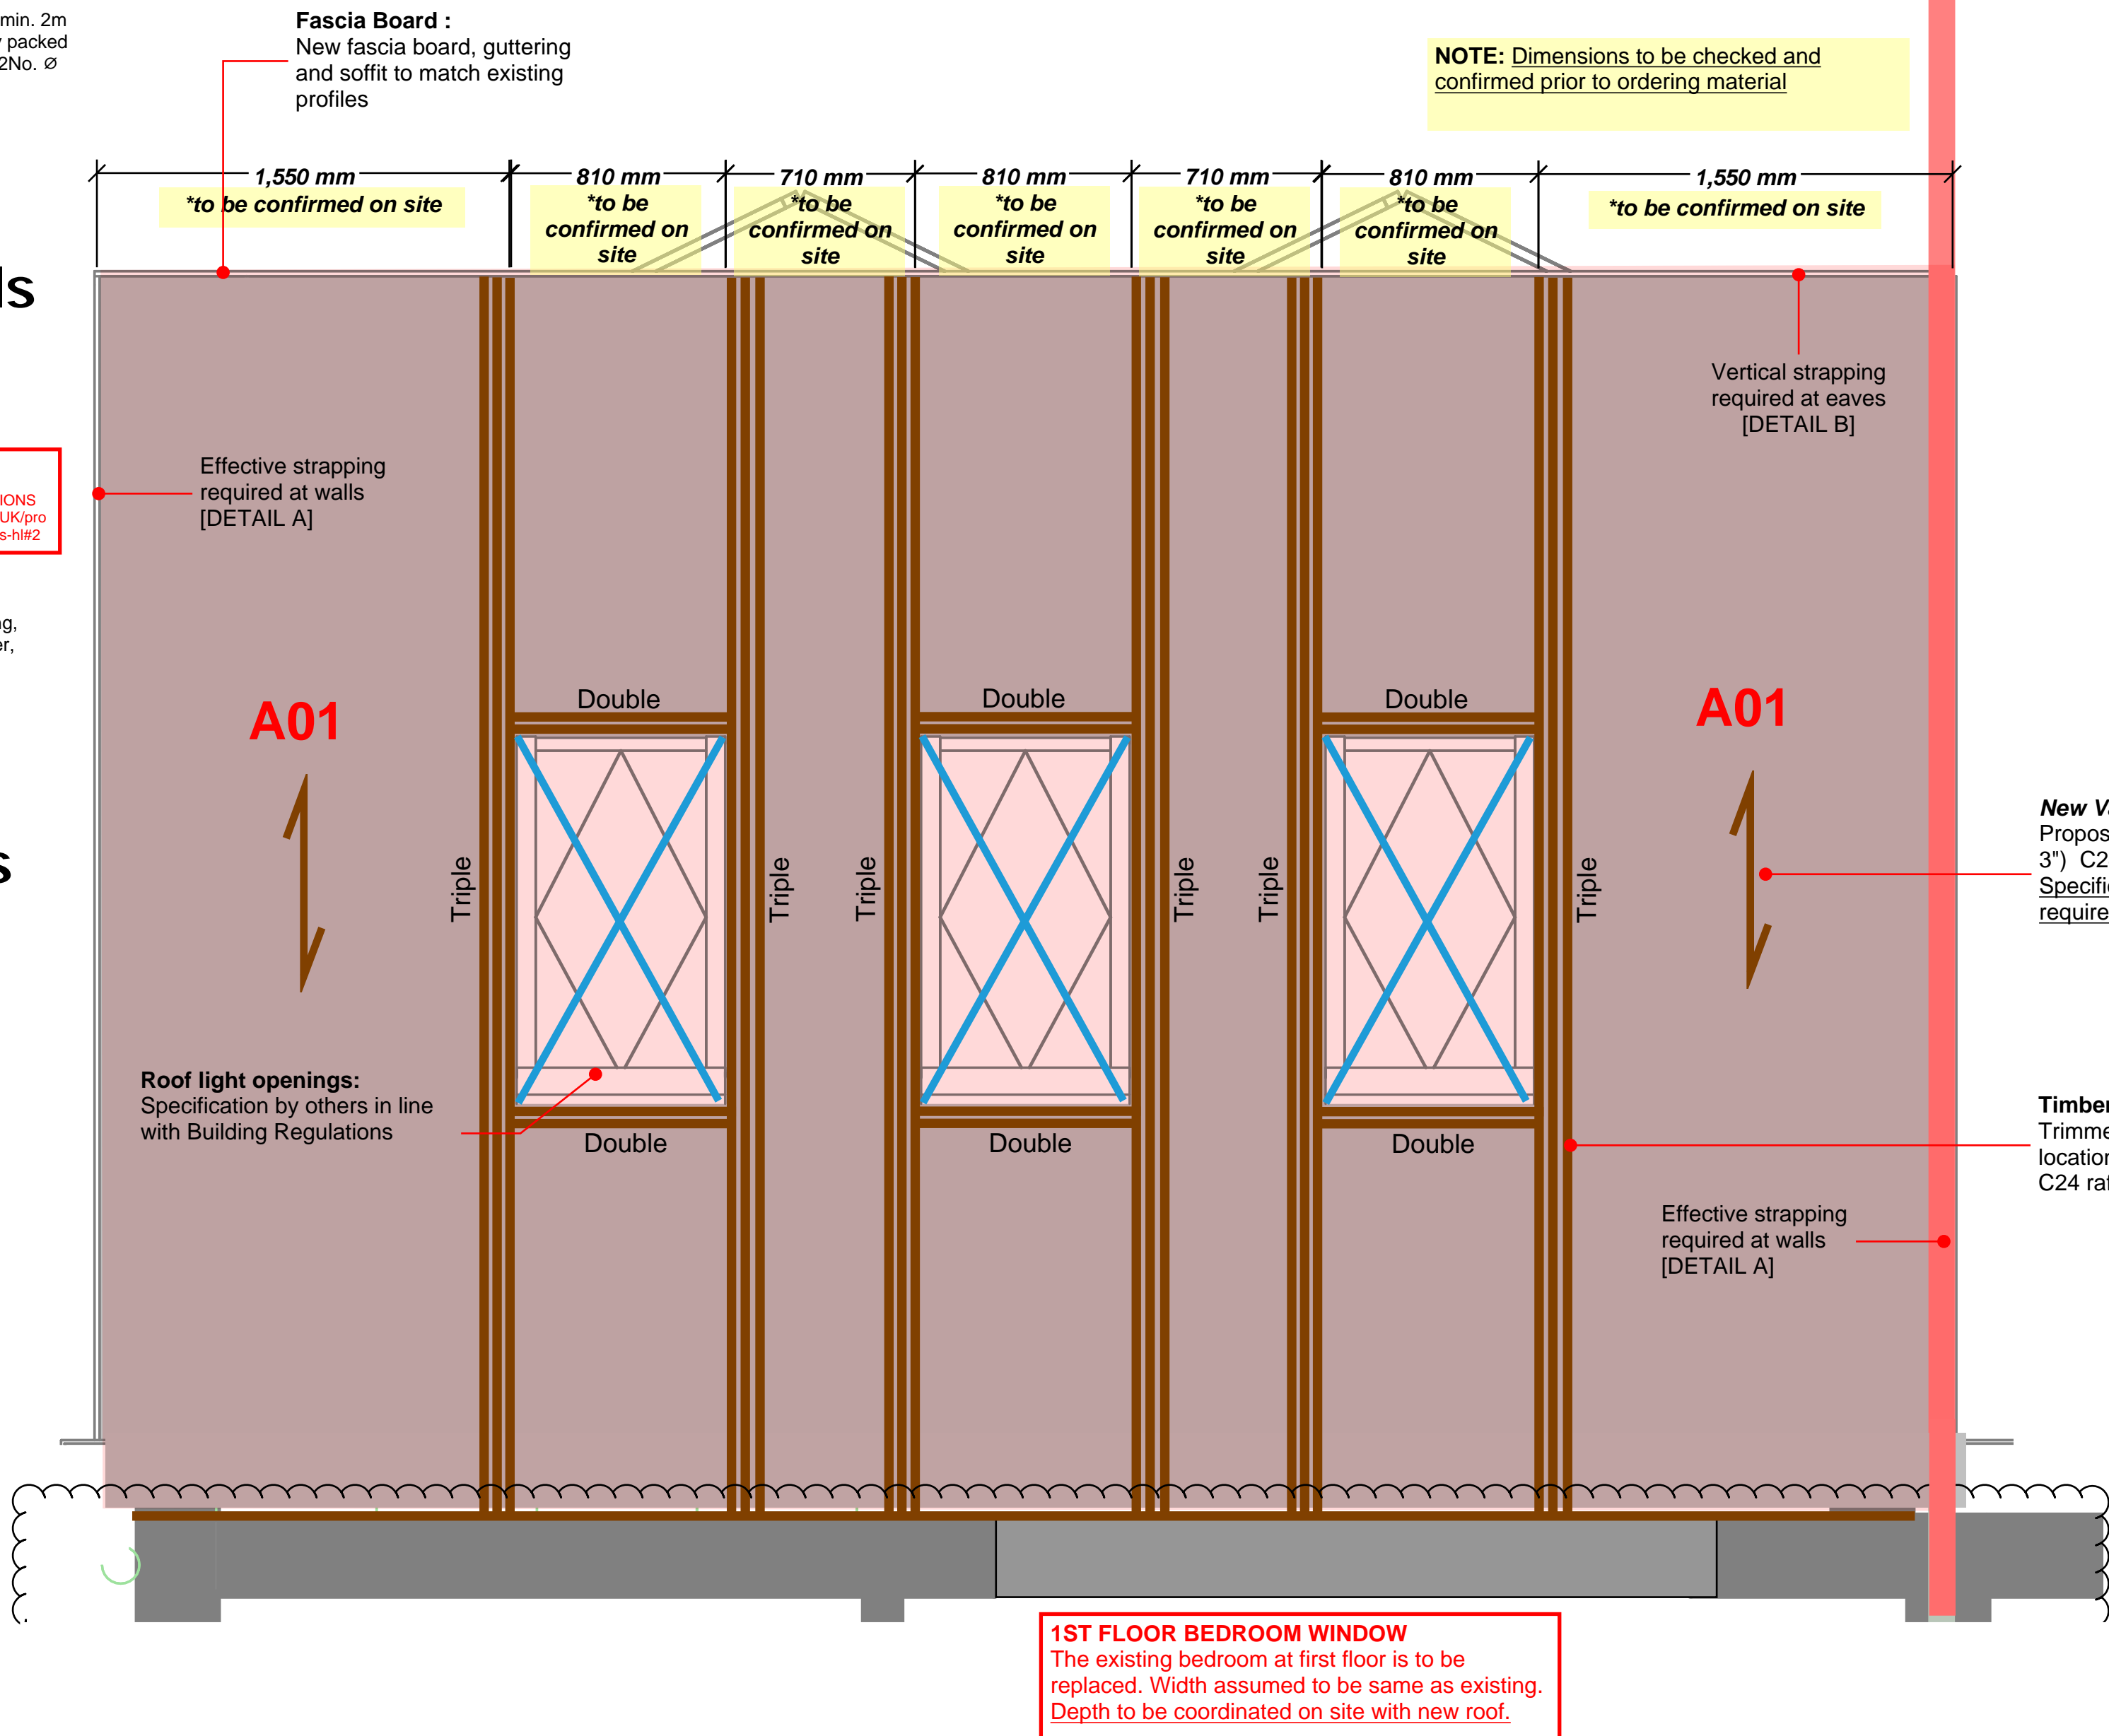 min. 2m
packed
2No. Ø
Fascia Board :
New fascia board, guttering
and soffit to match existing
profiles
NOTE: Dimensions to be checked and
confirmed prior to ordering material
1,550 mm
*to be confirmed on site
810 mm
*to be
confirmed on
site
710 mm
*to be
confirmed on
site
810 mm
*to be
confirmed on
site
710 mm
*to be
confirmed on
site
810 mm
*to be
confirmed on
site
1,550 mm
*to be confirmed on site
Vertical strapping
required at eaves
[DETAIL B]
Effective strapping
required at walls
[DETAIL A]
IONS
UK/pro
s-hl#2
A01
Double
Double
Double
A01
Triple
Triple
Triple
Triple
Triple
Triple
New
Propos
3") C2
Specifi
require
Roof light openings:
Specification by others in line
with Building Regulations
Double
Double
Double
Timber
Trimme
location
C24 raf
Effective strapping
required at walls
[DETAIL A]
1ST FLOOR BEDROOM WINDOW
The existing bedroom at first floor is to be
replaced. Width assumed to be same as existing.
Depth to be coordinated on site with new roof.